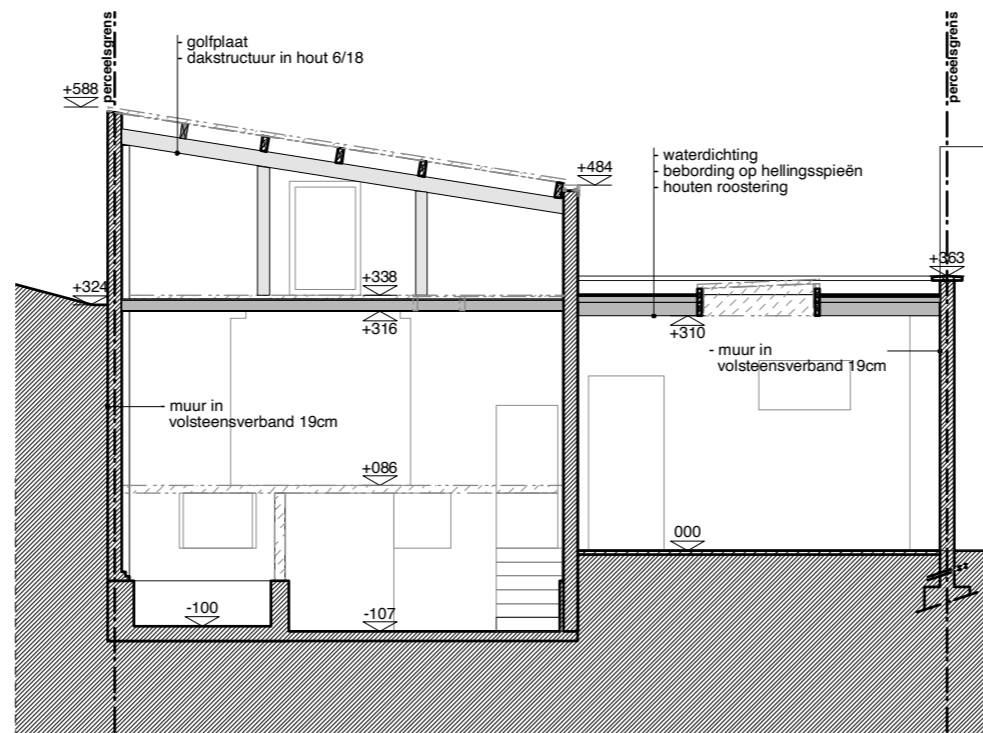 perceelsgrens
perceelsgrens
- golfplaat
- dakstructuur in hout 6/18
+588
- waterdichting
- bebording op hellingsspieën
- houten roostering
+484
+363
+324
+338
+316
+310
- muur in
volsteensverband 19cm
- muur in
volsteensverband 19cm
+086
000
-100
-107